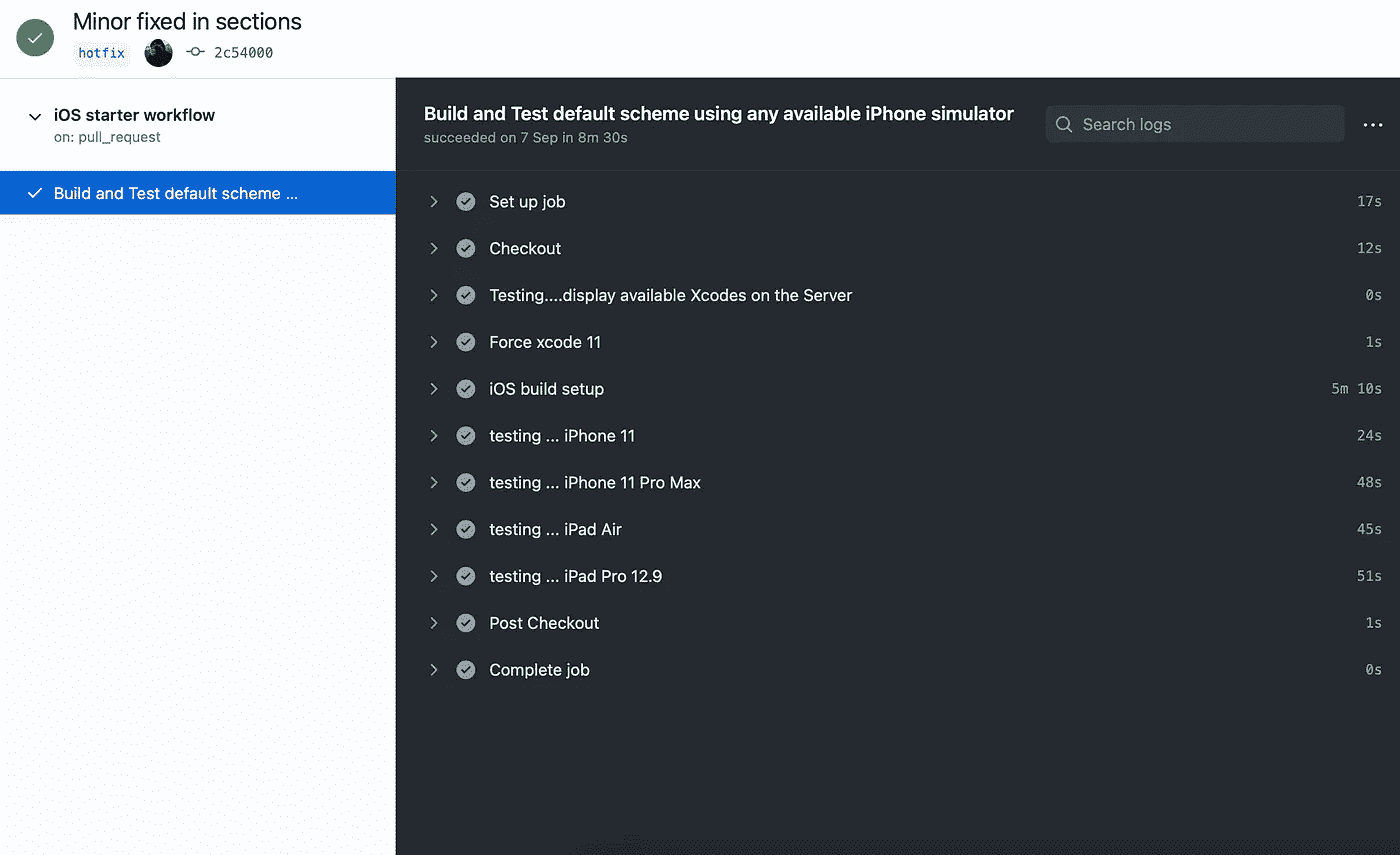 Minor fixed in sections
hotfix 2c54000
iOS starter workflow
on: pull_request
Build and Test default scheme ...
Build and Test default scheme using any available iPhone simulator
succeeded on 7 Sep in 8m 30s
Search logs
Set up job 17s
Checkout 12s
Testing....display available Xcodes on the Server 0s
Force xcode 11 1s
iOS build setup 5m 10s
testing ... iPhone 11 24s
testing ... iPhone 11 Pro Max 48s
testing ... iPad Air 45s
testing ... iPad Pro 12.9 51s
Post Checkout 1s
Complete job 0s